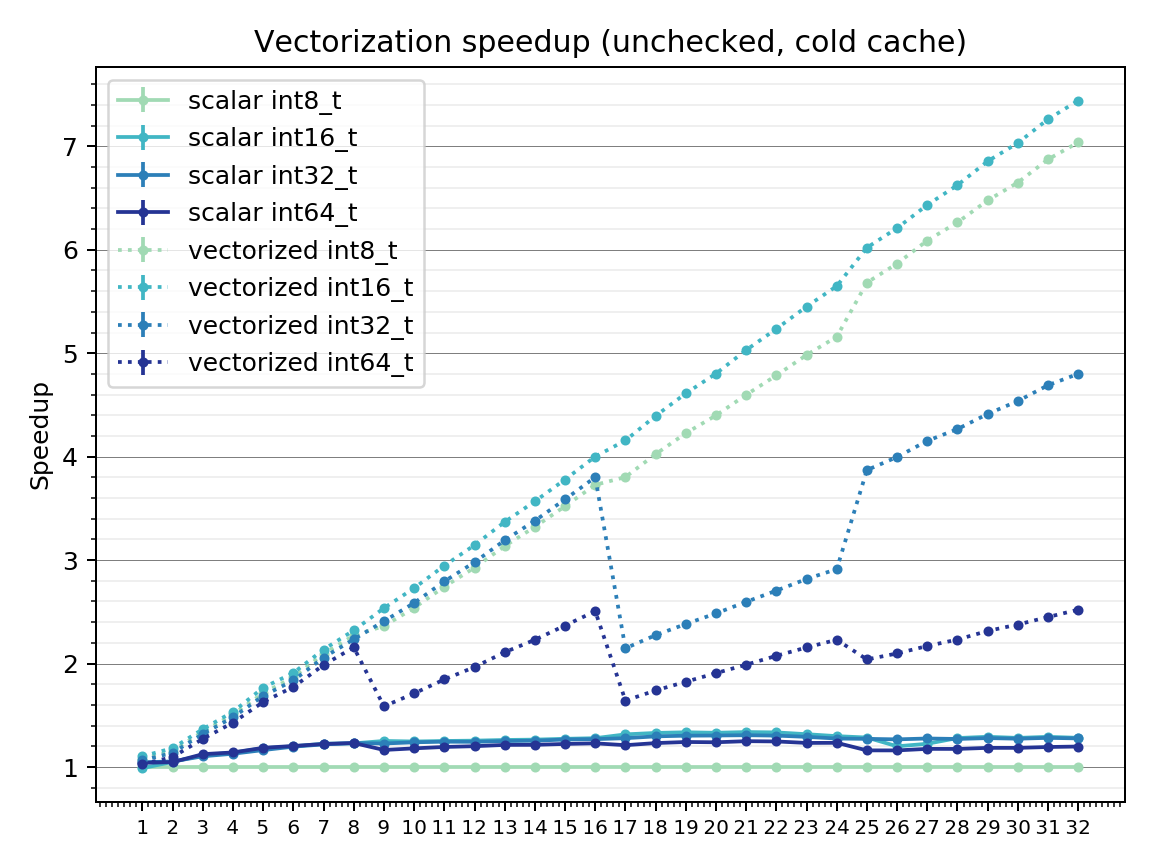 Vectorization speedup (unchecked, cold cache)
scalar int8_t
scalar int16_t
scalar int32_t
scalar int64_t
vectorized int8_t
vectorized int16_t
vectorized int32_t
vectorized int64_t
Speedup
7
6
5
4
3
2
1
1 2 3 4 5 6 7 8 9 10 11 12 13 14 15 16 17 18 19 20 21 22 23 24 25 26 27 28 29 30 31 32